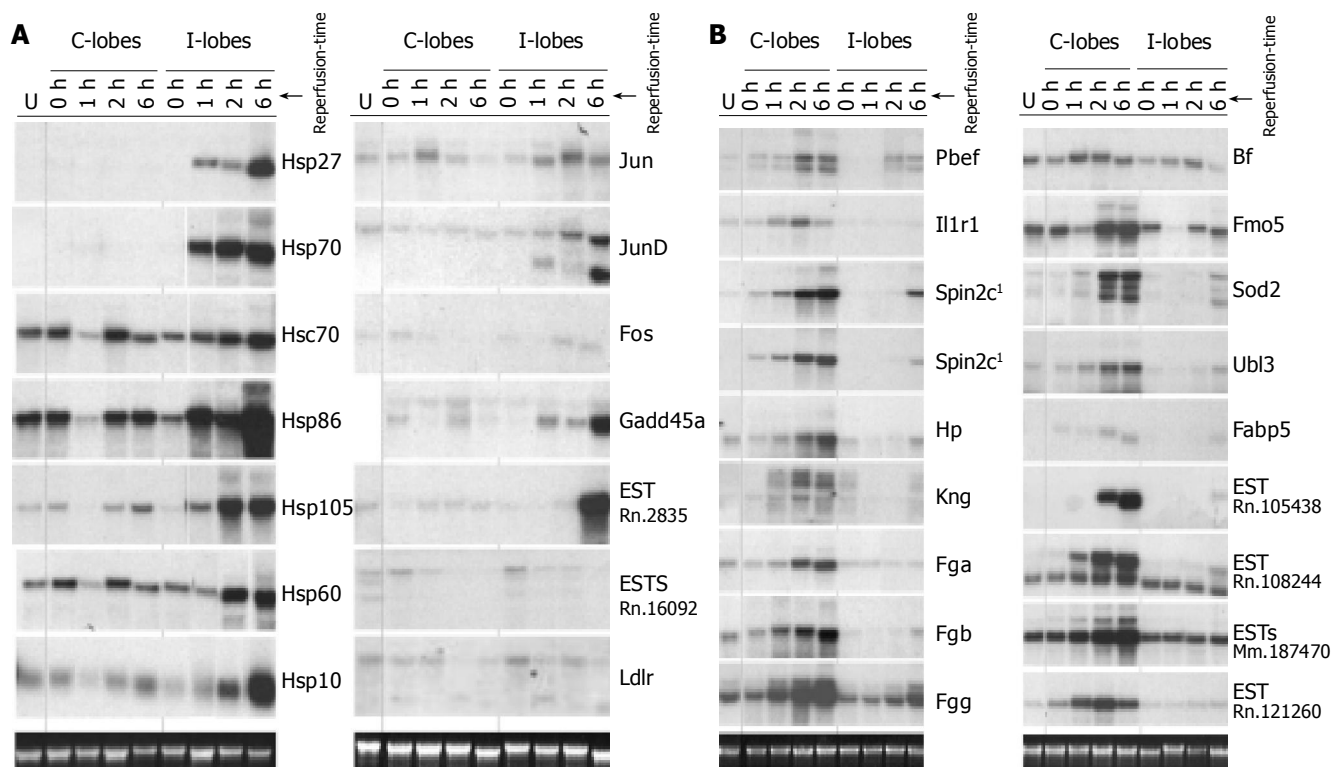 A
C-lobes I-lobes
U 0 h 1 h 2 h 6 h 0 h 1 h 2 h 6 h
Reperfusion-time
Hsp27
Hsp70
Hsc70
Hsp86
Hsp105
Hsp60
Hsp10
C-lobes I-lobes
U 0 h 1 h 2 h 6 h 0 h 1 h 2 h 6 h
Reperfusion-time
Jun
JunD
Fos
Gadd45a
EST
Rn.2835
ESTS
Rn.16092
Ldlr
B
C-lobes I-lobes
U 0 h 1 h 2 h 6 h 0 h 1 h 2 h 6 h
Reperfusion-time
Pbef
Il1r1
Spin2c¹
Spin2c¹
Hp
Kng
Fga
Fgb
Fgg
C-lobes I-lobes
U 0 h 1 h 2 h 6 h 0 h 1 h 2 h 6 h
Reperfusion-time
Bf
Fmo5
Sod2
Ubl3
Fabp5
EST
Rn.105438
EST
Rn.108244
ESTs
Mm.187470
EST
Rn.121260